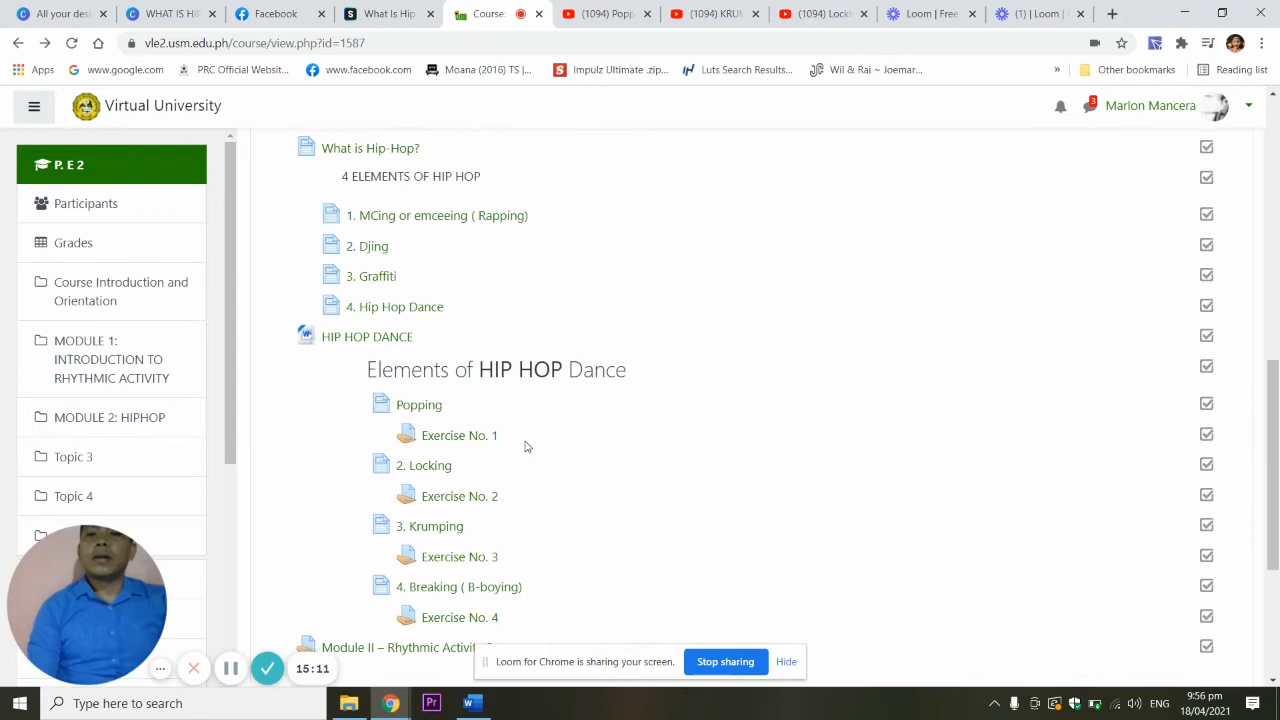 All your de
WHAT IS HIP
Facebook
What is Hip
Course:
(1094) Popp
(1094) KRUM
(1094) Locki
Loom | Free
(1) | Loom |
vle2.usm.edu.ph/course/view.php?id=1587
Apps
www.google.com
PRC Official Websit...
www.facebook.com
Moana (2016) TS |...
Impulz Ultimate .zip...
Luts Search Results...
Wil & Rai ~ Joemar...
»
Other bookmarks
Reading list
Virtual University
3
Marlon Mancera
P. E 2
Participants
Grades
Course Introduction and
Orientation
MODULE 1:
INTRODUCTION TO
RHYTHMIC ACTIVITY
MODULE 2: HIPHOP
Topic 3
Topic 4
What is Hip-Hop?
4 ELEMENTS OF HIP HOP
1. MCing or emceeing ( Rapping)
2. Djing
3. Graffiti
4. Hip Hop Dance
HIP HOP DANCE
Elements of HIP HOP Dance
Popping
Exercise No. 1
2. Locking
Exercise No. 2
3. Krumping
Exercise No. 3
4. Breaking ( B-boying)
Exercise No. 4
Module II – Rhythmic Activit
15:11
Loom for Chrome is sharing your screen.
Stop sharing
Hide
Type here to search
Pr
ENG
9:56 pm
18/04/2021